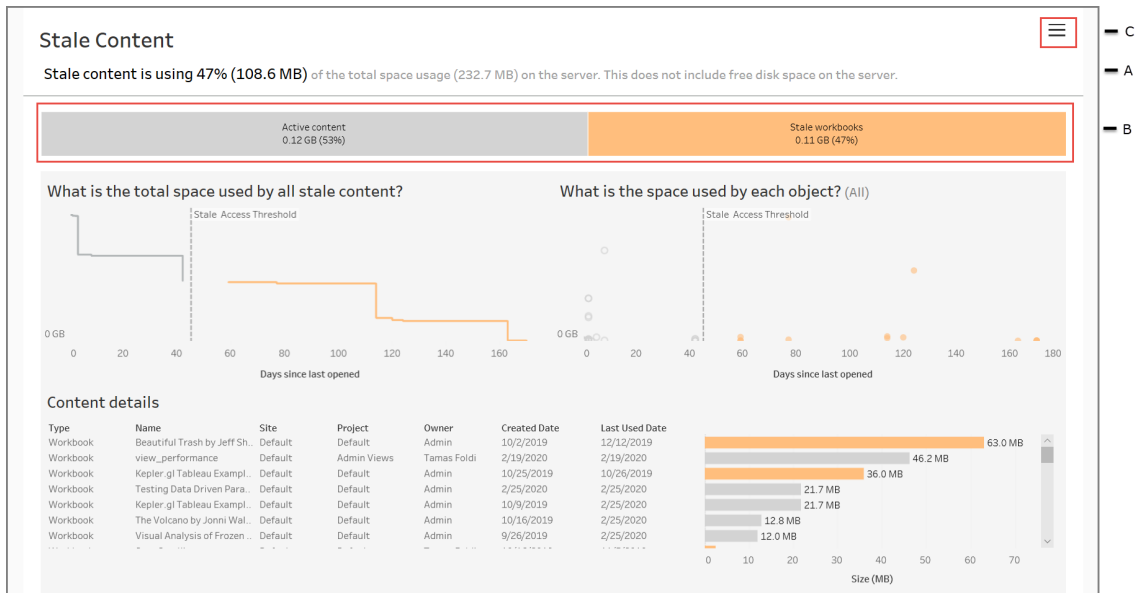 Stale Content
C
Stale content is using 47% (108.6 MB) of the total space usage (232.7 MB) on the server. This does not include free disk space on the server.
A
Active content
0.12 GB (53%)
Stale workbooks
0.11 GB (47%)
B
What is the total space used by all stale content?
Stale Access Threshold
0 GB
0 20 40 60 80 100 120 140 160
Days since last opened
What is the space used by each object? (All)
Stale Access Threshold
0 GB
0 20 40 60 80 100 120 140 160 180
Days since last opened
Content details
Type Name Site Project Owner Created Date Last Used Date
Workbook Beautiful Trash by Jeff Sh.. Default Default Admin 10/2/2019 12/12/2019 63.0 MB
Workbook view_performance Default Admin Views Tamas Foldi 2/19/2020 2/19/2020 46.2 MB
Workbook Kepler.gl Tableau Exampl.. Default Default Admin 10/25/2019 10/26/2019 36.0 MB
Workbook Testing Data Driven Para.. Default Default Admin 2/25/2020 2/25/2020 21.7 MB
Workbook Kepler.gl Tableau Exampl.. Default Default Admin 10/9/2019 2/25/2020 21.7 MB
Workbook The Volcano by Jonni Wal.. Default Default Admin 10/16/2019 2/25/2020 12.8 MB
Workbook Visual Analysis of Frozen .. Default Default Admin 9/26/2019 2/25/2020 12.0 MB
0 10 20 30 40 50 60 70
Size (MB)